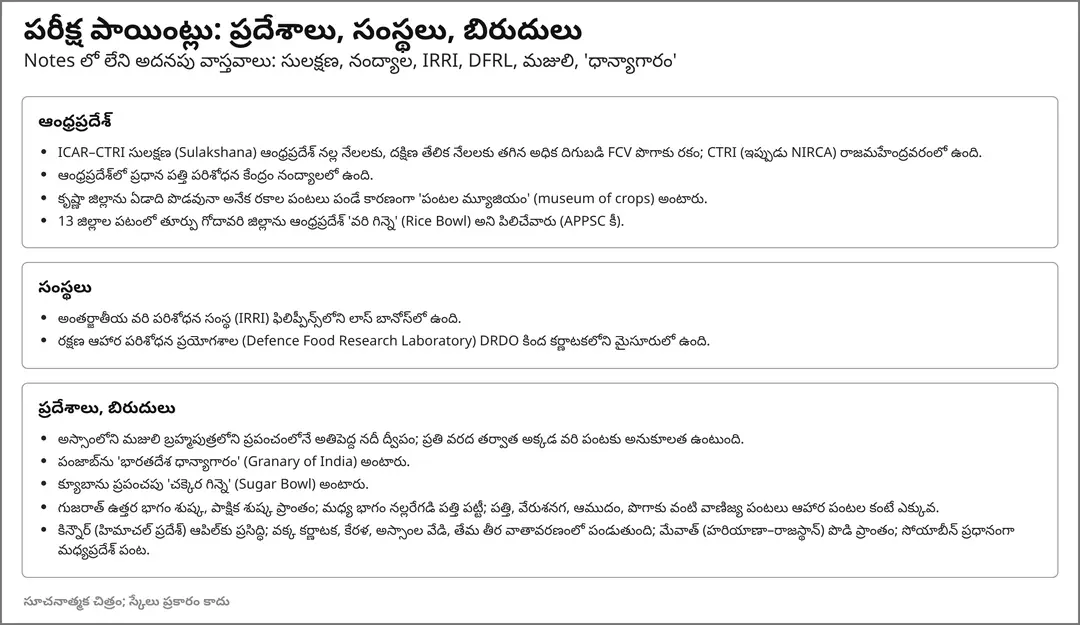 పరీక్ష పాయింట్లు: ప్రదేశాలు, సంస్థలు, బిరుదులు
Notes లో లేని అదనపు వాస్తవాలు: సులక్షణ, నంద్యాల, IRRI, DFRL, మజులి, 'ధాన్యాగారం'
ఆంధ్రప్రదేశ్
• ICAR–CTRI సులక్షణ (Sulakshana) ఆంధ్రప్రదేశ్ నల్ల నేలలకు, దక్షిణ తేలిక నేలలకు తగిన అధిక దిగుబడి FCV పొగాకు రకం; CTRI (ఇప్పుడు NIRCA) రాజమహేంద్రవరంలో ఉంది.
• ఆంధ్రప్రదేశ్‌లో ప్రధాన పత్తి పరిశోధన కేంద్రం నంద్యాలలో ఉంది.
• కృష్ణా జిల్లాను ఏడాది పొడవునా అనేక రకాల పంటలు పండే కారణంగా 'పంటల మ్యూజియం' (museum of crops) అంటారు.
• 13 జిల్లాల పటంలో తూర్పు గోదావరి జిల్లాను ఆంధ్రప్రదేశ్ 'వరి గిన్నె' (Rice Bowl) అని పిలిచేవారు (APPSC కీ).
సంస్థలు
• అంతర్జాతీయ వరి పరిశోధన సంస్థ (IRRI) ఫిలిప్పీన్స్‌లోని లాస్ బానోస్‌లో ఉంది.
• రక్షణ ఆహార పరిశోధన ప్రయోగశాల (Defence Food Research Laboratory) DRDO కింద కర్ణాటకలోని మైసూరులో ఉంది.
ప్రదేశాలు, బిరుదులు
• అస్సాంలోని మజులి బ్రహ్మపుత్రలోని ప్రపంచంలోనే అతిపెద్ద నదీ ద్వీపం; ప్రతి వరద తర్వాత అక్కడ వరి పంటకు అనుకూలత ఉంటుంది.
• పంజాబ్‌ను 'భారతదేశ ధాన్యాగారం' (Granary of India) అంటారు.
• క్యూబాను ప్రపంచపు 'చక్కెర గిన్నె' (Sugar Bowl) అంటారు.
• గుజరాత్ ఉత్తర భాగం శుష్క, పాక్షిక శుష్క ప్రాంతం; మధ్య భాగం నల్లరేగడి పత్తి పట్టీ; పత్తి, వేరుశనగ, ఆముదం, పొగాకు వంటి వాణిజ్య పంటలు ఆహార పంటల కంటే ఎక్కువ.
• కిన్నౌర్ (హిమాచల్ ప్రదేశ్) ఆపిల్‌కు ప్రసిద్ధి; వక్క కర్ణాటక, కేరళ, అస్సాంల వేడి, తేమ తీర వాతావరణంలో పండుతుంది; మేవాత్ (హరియాణా–రాజస్థాన్) పొడి ప్రాంతం; సోయాబీన్ ప్రధానంగా
మధ్యప్రదేశ్ పంట.
సూచనాత్మక చిత్రం; స్కేలు ప్రకారం కాదు